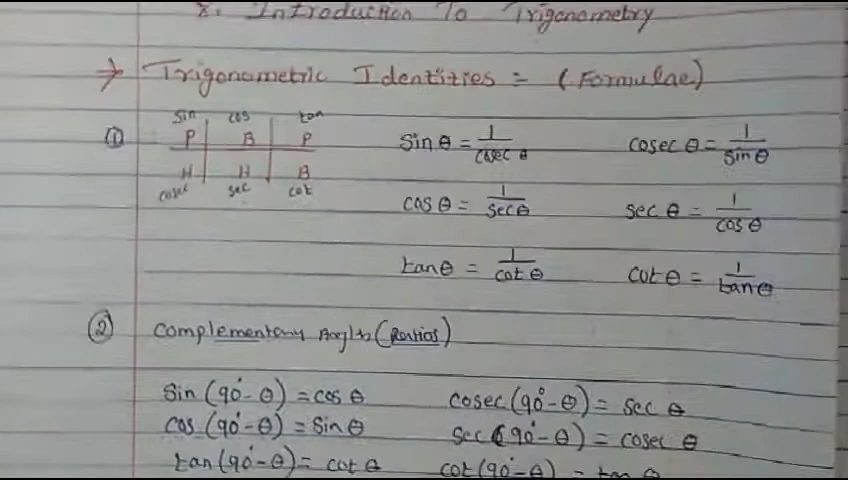 8. Introduction To Trigonometry
→ Trigonometric Identities = (Formulae)
① sin cos tan
P B P
H H B
cosec sec cot
Sin θ = 1/cosec θ cosec θ = 1/Sin θ
cos θ = 1/sec θ sec θ = 1/cos θ
tan θ = 1/cot θ cot θ = 1/tan θ
② Complementary Angles (Ratios)
Sin (90° - θ) = cos θ cosec (90° - θ) = sec θ
cos (90° - θ) = Sin θ sec (90° - θ) = cosec θ
tan (90° - θ) = cot θ cot (90° - θ) = tan θ